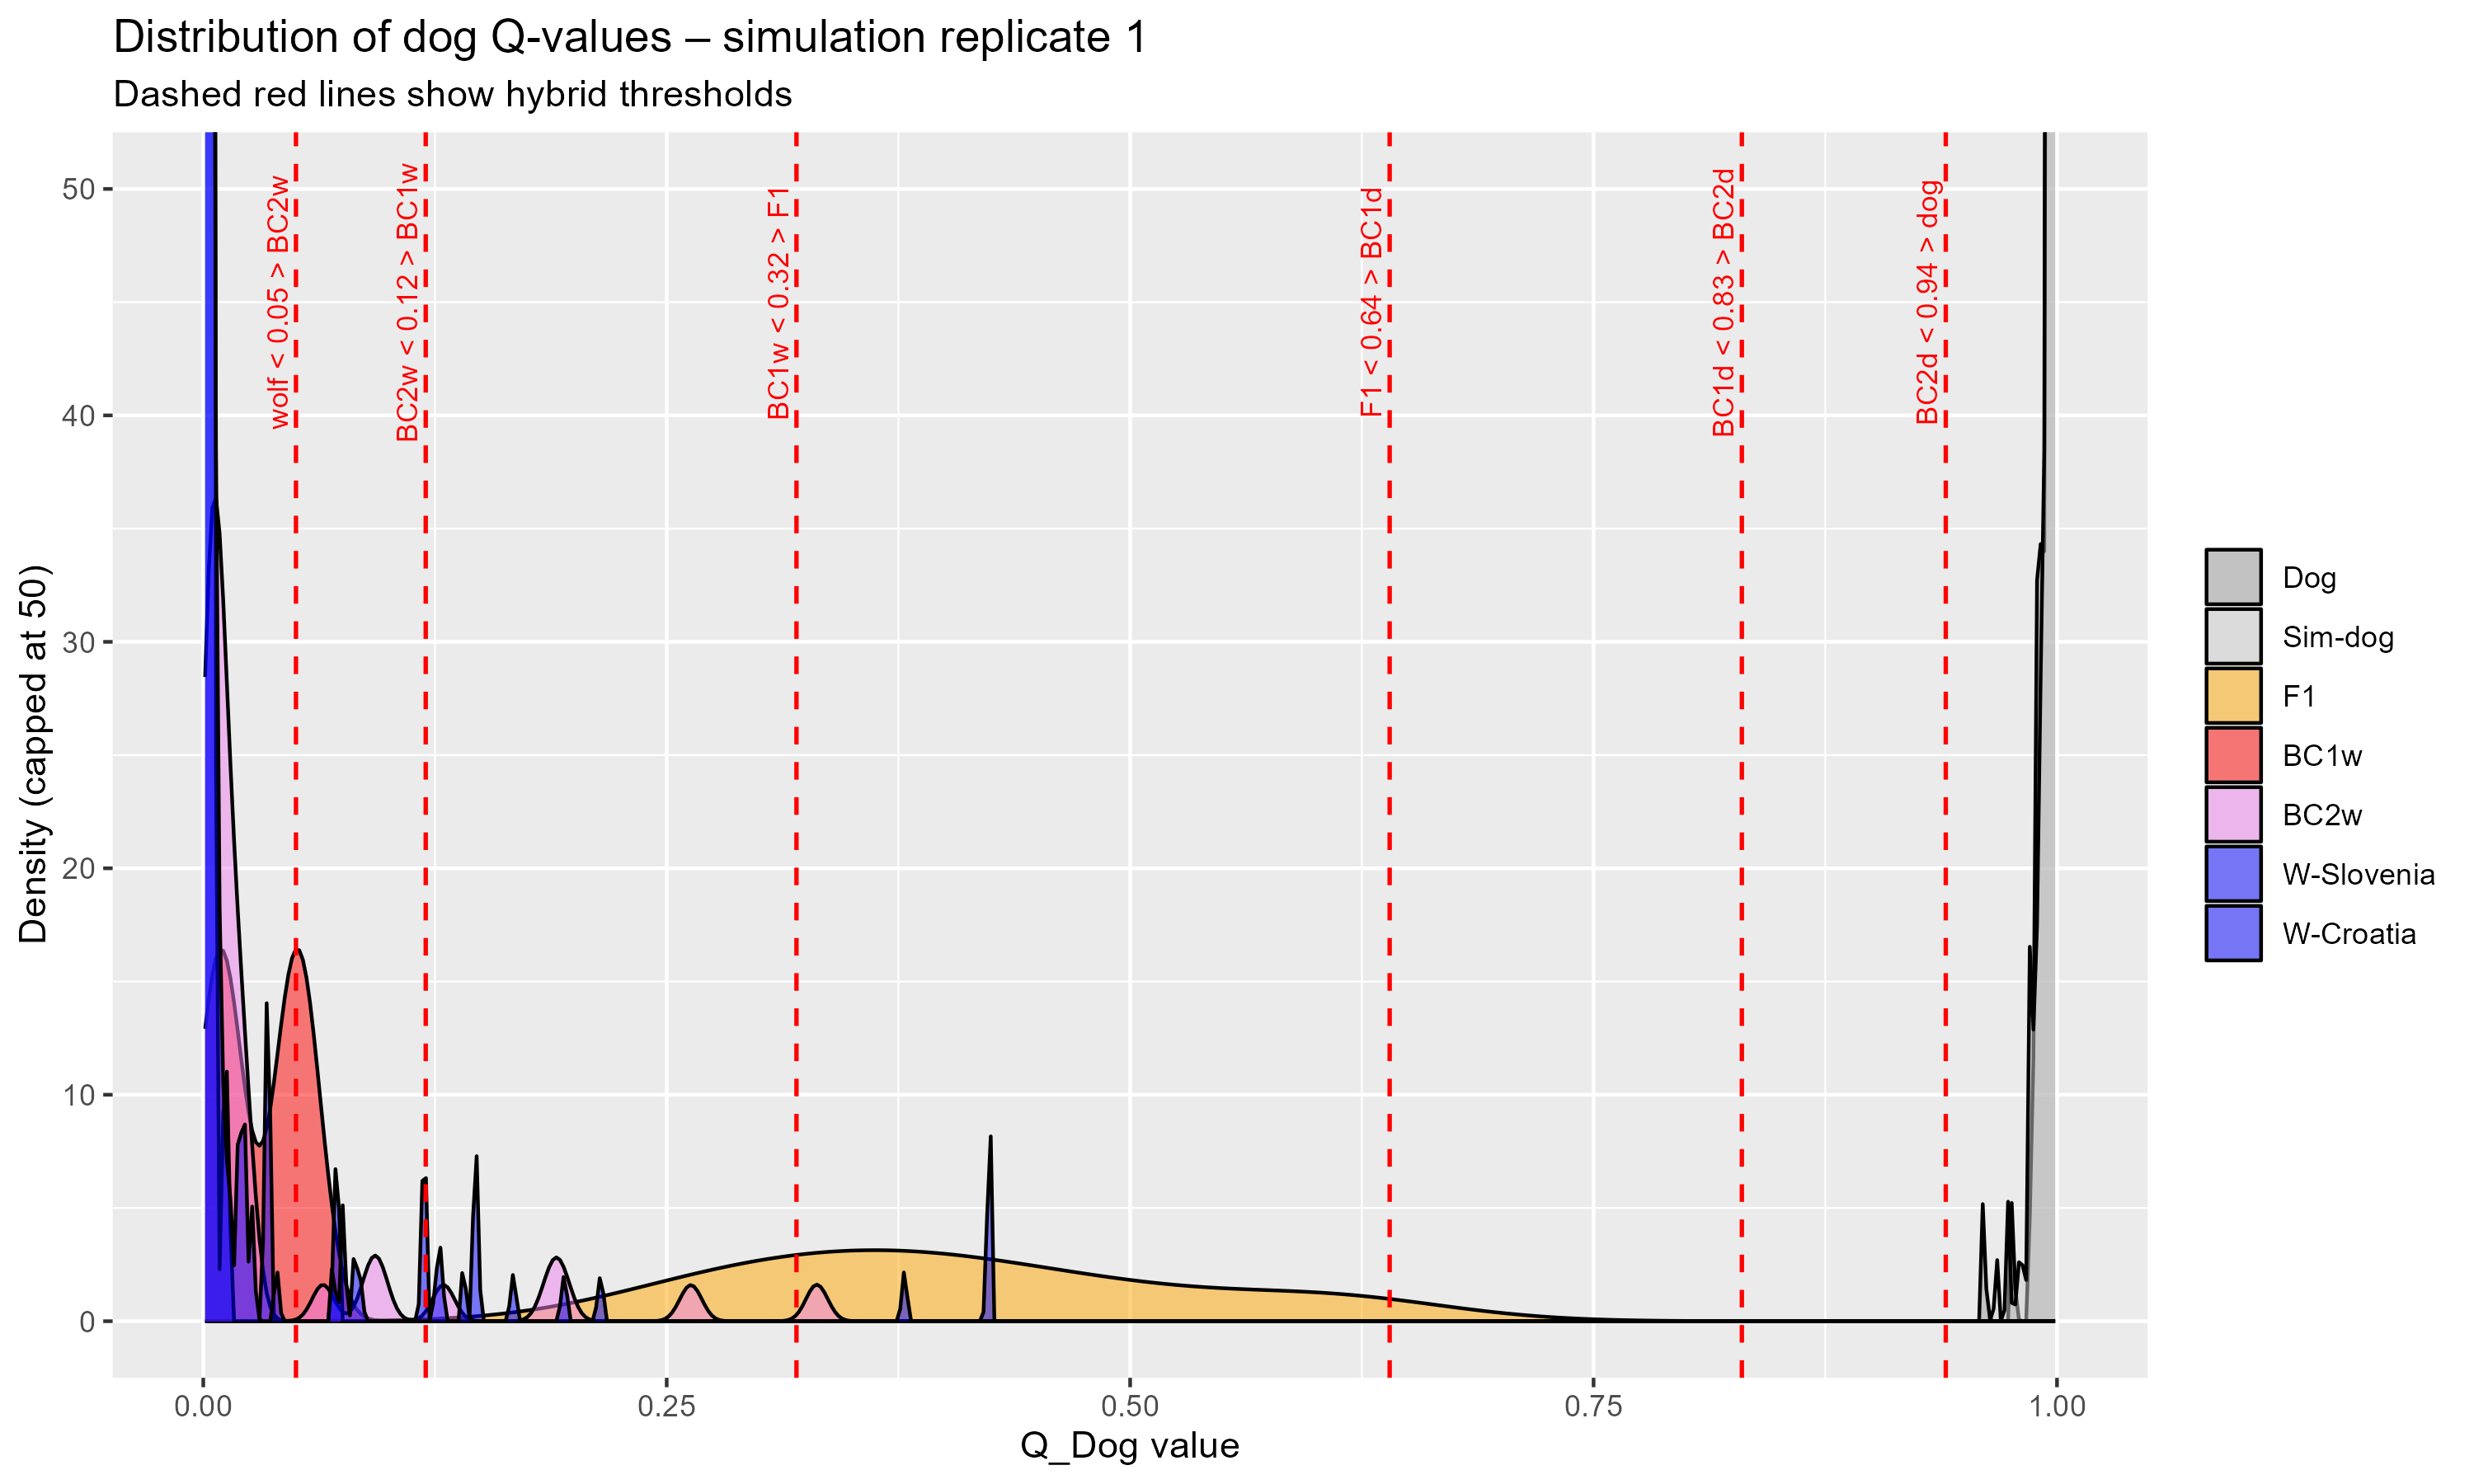 Distribution of dog Q-values – simulation replicate 1
Dashed red lines show hybrid thresholds
Density (capped at 50)
50
40
30
20
10
0
wolf < 0.05 > BC2w
BC2w < 0.12 > BC1w
BC1w < 0.32 > F1
F1 < 0.64 > BC1d
BC1d < 0.83 > BC2d
BC2d < 0.94 > dog
0.00
0.25
0.50
0.75
1.00
Q_Dog value
Dog
Sim-dog
F1
BC1w
BC2w
W-Slovenia
W-Croatia